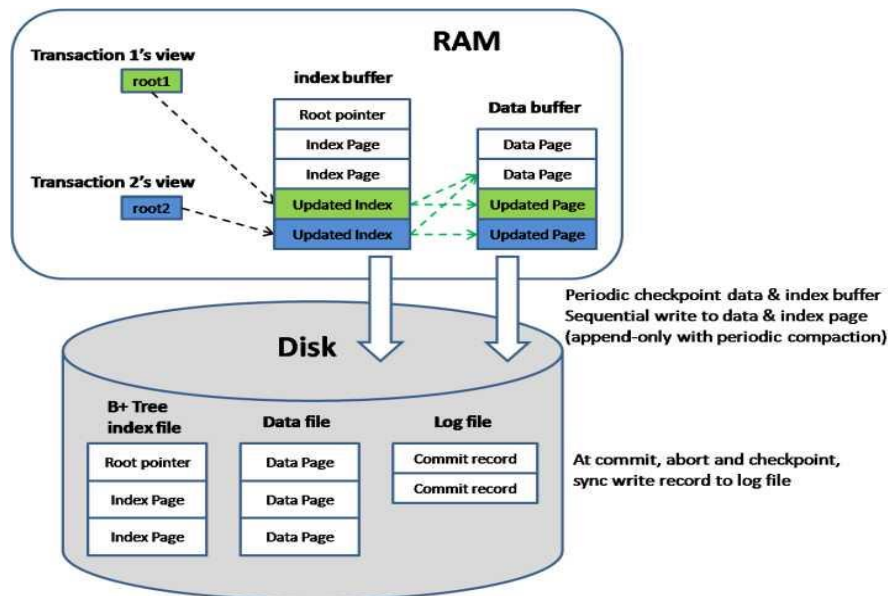 RAM
Transaction 1's view
root1
Transaction 2's view
root2
index buffer
Root pointer
Index Page
Index Page
Updated Index
Updated Index
Data buffer
Data Page
Data Page
Updated Page
Updated Page
Periodic checkpoint data & index buffer
Sequential write to data & index page
(append-only with periodic compaction)
Disk
B+ Tree
index file
Root pointer
Index Page
Index Page
Data file
Data Page
Data Page
Data Page
Log file
Commit record
Commit record
At commit, abort and checkpoint,
sync write record to log file